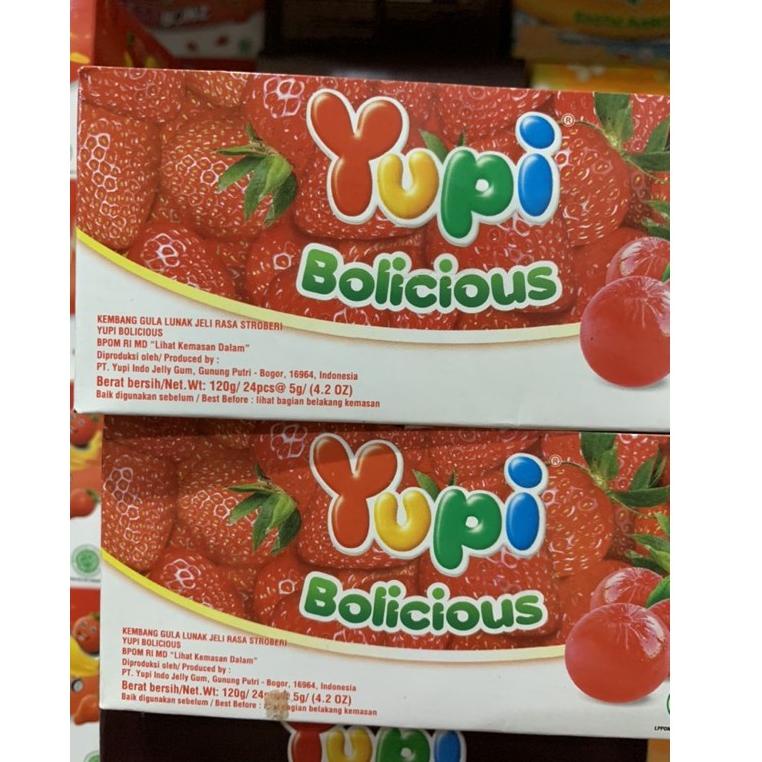 Yupi
®
Bolicious
KEMBANG GULA LUNAK JELI RASA STROBERI
YUPI BOLICIOUS
BPOM RI MD "Lihat Kemasan Dalam"
Diproduksi oleh/ Produced by :
PT. Yupi Indo Jelly Gum, Gunung Putri - Bogor, 16964, Indonesia
Berat bersih/Net.Wt: 120g/ 24pcs@ 5g/ (4.2 OZ)
Baik digunakan sebelum / Best Before : lihat bagian belakang kemasan
Yupi
®
Bolicious
KEMBANG GULA LUNAK JELI RASA STROBERI
YUPI BOLICIOUS
BPOM RI MD "Lihat Kemasan Dalam"
Diproduksi oleh/ Produced by :
PT. Yupi Indo Jelly Gum, Gunung Putri - Bogor, 16964, Indonesia
Berat bersih/Net.Wt: 120g/ 5g/ (4.2 OZ)
Baik digunakan sebelum / Best Before : bagian belakang kemasan
Yupi